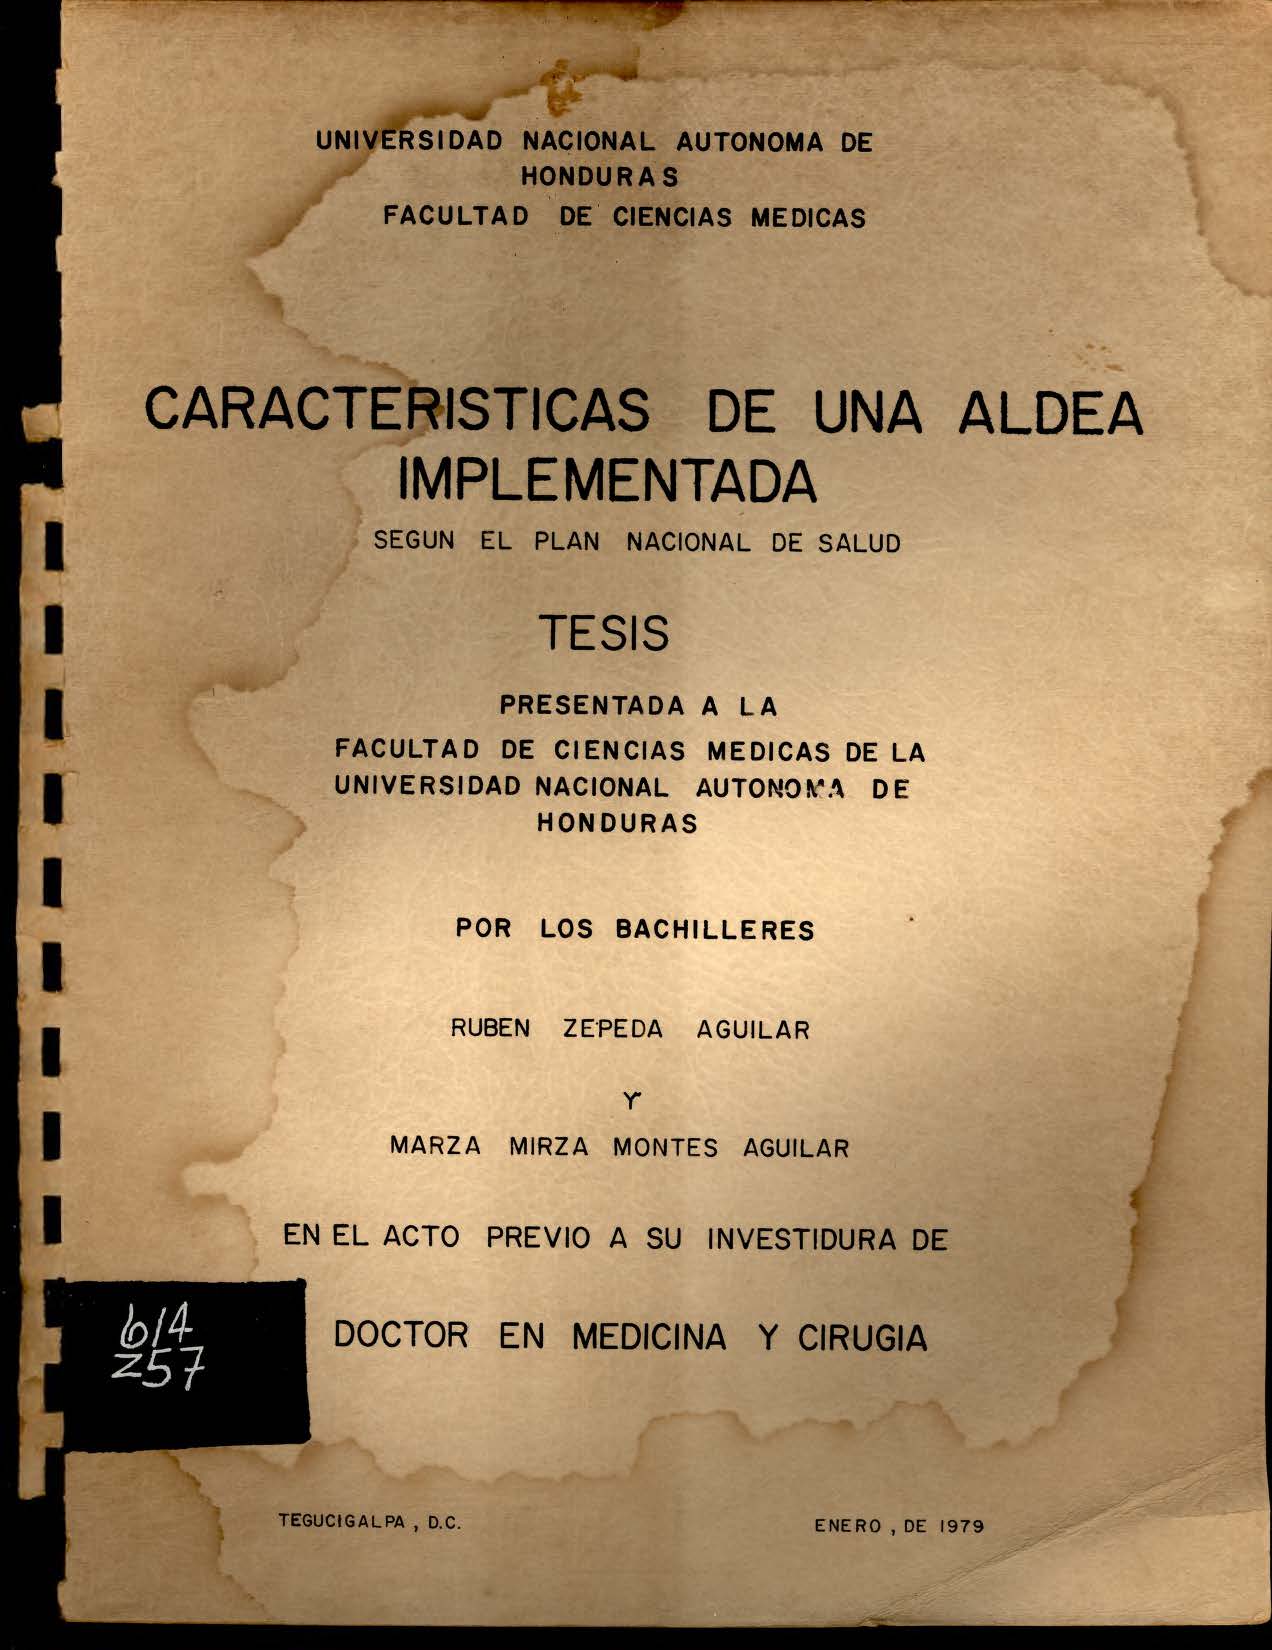 UNIVERSIDAD NACIONAL AUTONOMA DE
HONDURAS
FACULTAD DE CIENCIAS MEDICAS
CARACTERISTICAS DE UNA ALDEA
IMPLEMENTADA
SEGUN EL PLAN NACIONAL DE SALUD
TESIS
PRESENTADA A LA
FACULTAD DE CIENCIAS MEDICAS DE LA
UNIVERSIDAD NACIONAL AUTONOMA DE
HONDURAS
POR LOS BACHILLERES
RUBEN ZEPEDA AGUILAR
Y
MARZA MIRZA MONTES AGUILAR
EN EL ACTO PREVIO A SU INVESTIDURA DE
DOCTOR EN MEDICINA Y CIRUGIA
614
Z57
TEGUCIGALPA, D.C. ENERO, DE 1979